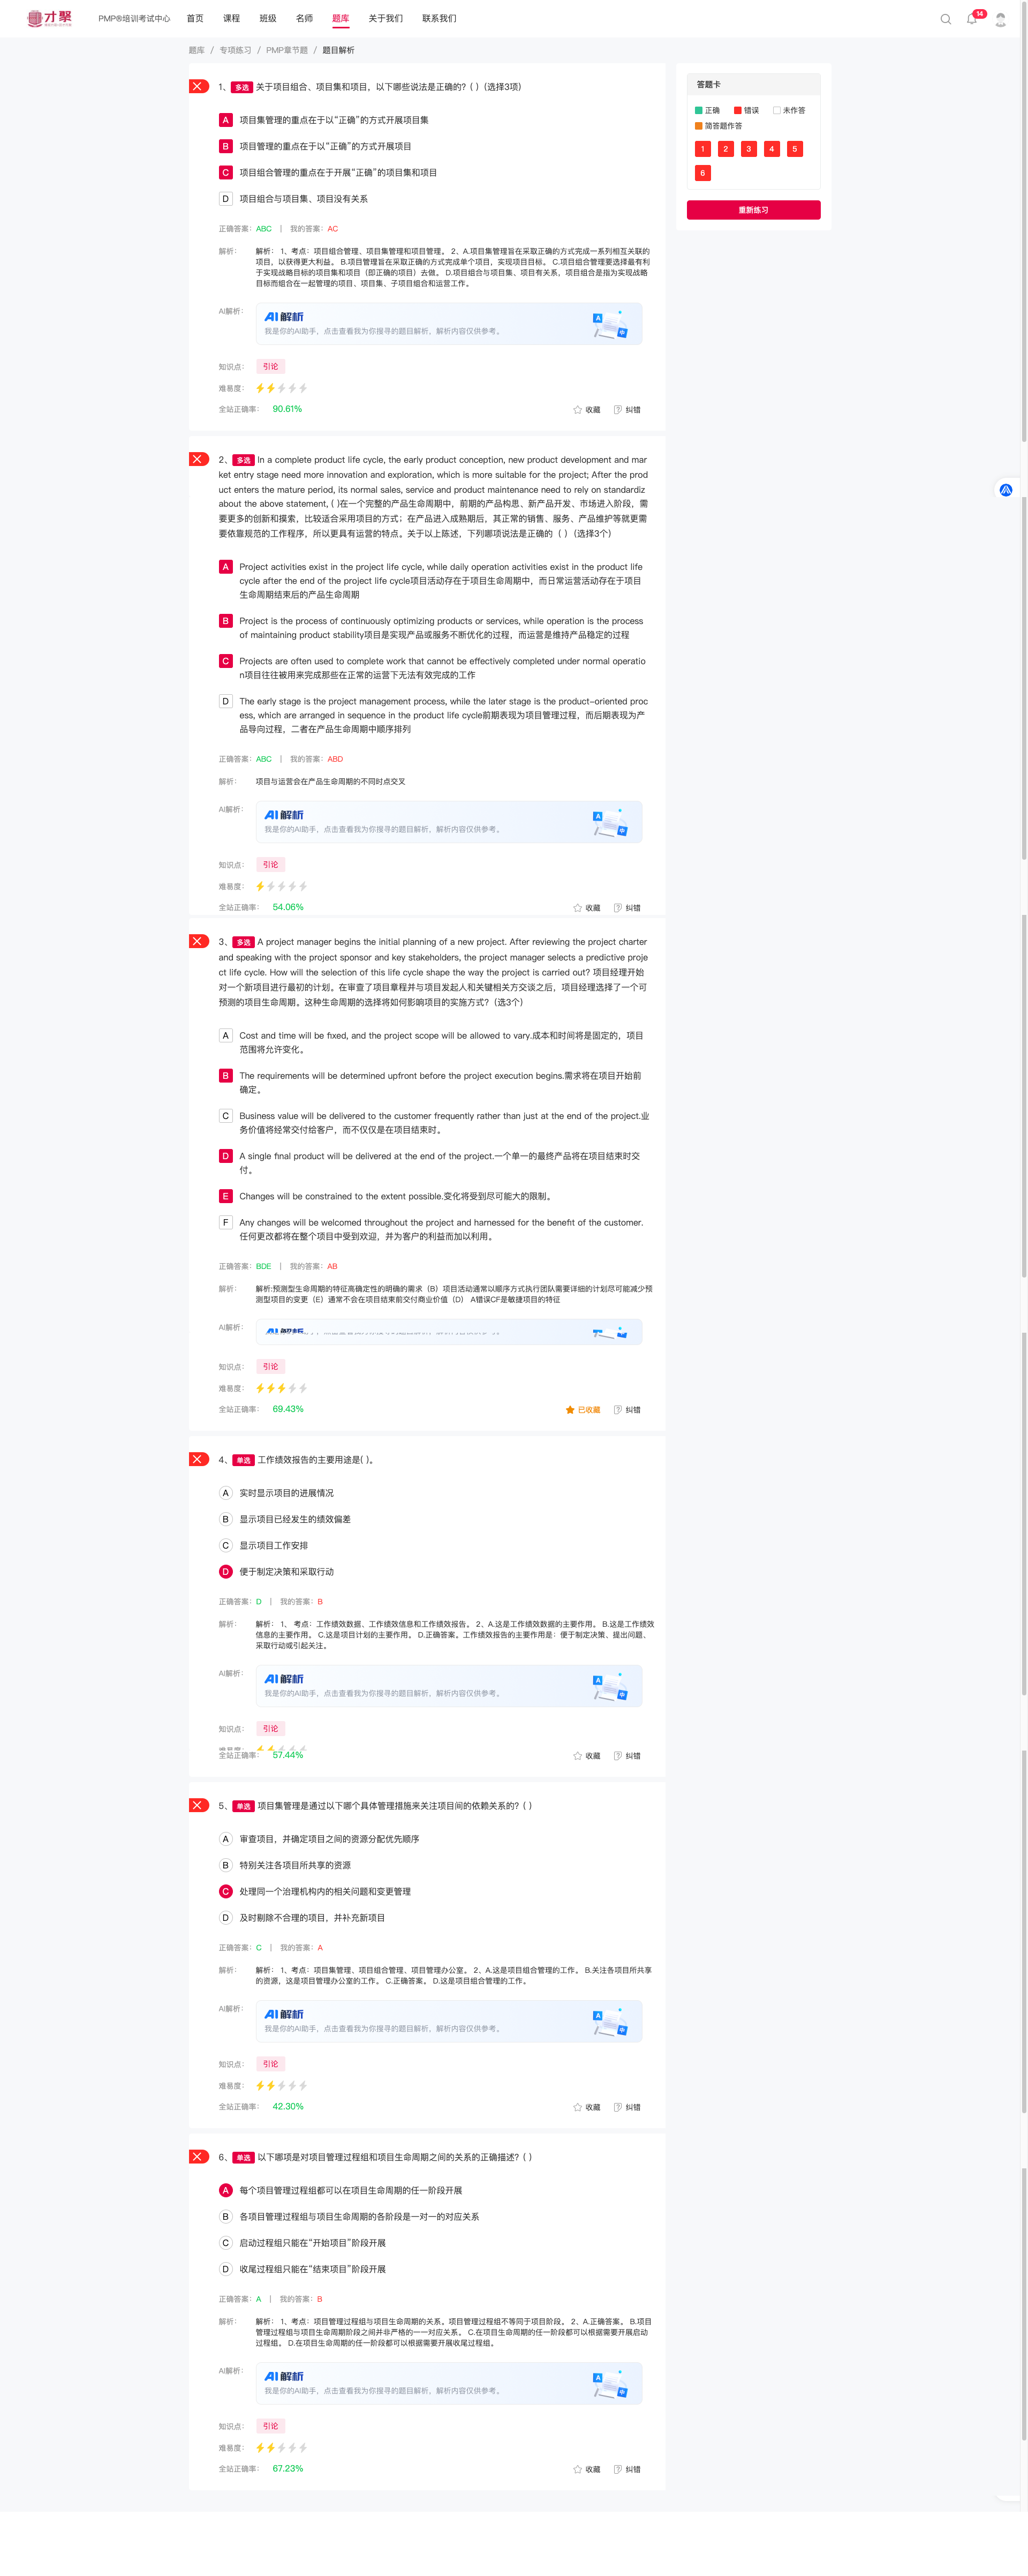 才聚
PMP®培训考试中心 首页 课程 班级 名师 题库 关于我们 联系我们
14
题库 / 专项练习 / PMP章节题 / 题目解析
1、 多选 关于项目组合、项目集和项目，以下哪些说法是正确的？( )（选择3项)
A 项目集管理的重点在于以“正确”的方式开展项目集
B 项目管理的重点在于以“正确”的方式开展项目
C 项目组合管理的重点在于开展“正确”的项目集和项目
D 项目组合与项目集、项目没有关系
正确答案：ABC | 我的答案：AC
解析： 解析： 1、考点：项目组合管理、项目集管理和项目管理。 2、A.项目集管理旨在采取正确的方式完成一系列相互关联的
项目，以获得更大利益。 B.项目管理旨在采取正确的方式完成单个项目，实现项目目标。 C.项目组合管理要选择最有利
于实现战略目标的项目集和项目（即正确的项目）去做。 D.项目组合与项目集、项目有关系，项目组合是指为实现战略
目标而组合在一起管理的项目、项目集、子项目组合和运营工作。
AI解析： AI 解析
我是你的AI助手，点击查看我为你搜寻的题目解析，解析内容仅供参考。
知识点： 引论
难易度：
全站正确率： 90.61%
收藏 纠错
2、 多选 In a complete product life cycle, the early product conception, new product development and mar
ket entry stage need more innovation and exploration, which is more suitable for the project; After the prod
uct enters the mature period, its normal sales, service and product maintenance need to rely on standardiz
about the above statement, ( )在一个完整的产品生命周期中，前期的产品构思、新产品开发、市场进入阶段，需
要更多的创新和摸索，比较适合采用项目的方式；在产品进入成熟期后，其正常的销售、服务、产品维护等就更需
要依靠规范的工作程序，所以更具有运营的特点。关于以上陈述，下列哪项说法是正确的（ ）（选择3个）
A Project activities exist in the project life cycle, while daily operation activities exist in the product life
cycle after the end of the project life cycle项目活动存在于项目生命周期中，而日常运营活动存在于项目
生命周期结束后的产品生命周期
B Project is the process of continuously optimizing products or services, while operation is the process
of maintaining product stability项目是实现产品或服务不断优化的过程，而运营是维持产品稳定的过程
C Projects are often used to complete work that cannot be effectively completed under normal operatio
n项目往往被用来完成那些在正常的运营下无法有效完成的工作
D The early stage is the project management process, while the later stage is the product-oriented proc
ess, which are arranged in sequence in the product life cycle前期表现为项目管理过程，而后期表现为产
品导向过程，二者在产品生命周期中顺序排列
正确答案：ABC | 我的答案：ABD
解析： 项目与运营会在产品生命周期的不同时点交叉
AI解析： AI 解析
我是你的AI助手，点击查看我为你搜寻的题目解析，解析内容仅供参考。
知识点： 引论
难易度：
全站正确率： 54.06%
收藏 纠错
3、 多选 A project manager begins the initial planning of a new project. After reviewing the project charter
and speaking with the project sponsor and key stakeholders, the project manager selects a predictive proje
ct life cycle. How will the selection of this life cycle shape the way the project is carried out? 项目经理开始
对一个新项目进行最初的计划。在审查了项目章程并与项目发起人和关键相关方交谈之后，项目经理选择了一个可
预测的项目生命周期。这种生命周期的选择将如何影响项目的实施方式？（选3个）
A Cost and time will be fixed, and the project scope will be allowed to vary.成本和时间将是固定的，项目
范围将允许变化。
B The requirements will be determined upfront before the project execution begins.需求将在项目开始前
确定。
C Business value will be delivered to the customer frequently rather than just at the end of the project.业
务价值将经常交付给客户，而不仅仅是在项目结束时。
D A single final product will be delivered at the end of the project.一个单一的最终产品将在项目结束时交
付。
E Changes will be constrained to the extent possible.变化将受到尽可能大的限制。
F Any changes will be welcomed throughout the project and harnessed for the benefit of the customer.
任何更改都将在整个项目中受到欢迎，并为客户的利益而加以利用。
正确答案：BDE | 我的答案：AB
解析： 解析:预测型生命周期的特征高确定性的明确的需求（B）项目活动通常以顺序方式执行团队需要详细的计划尽可能减少预
测型项目的变更（E）通常不会在项目结束前交付商业价值（D） A错误CF是敏捷项目的特征
AI解析： AI 解析
知识点： 引论
难易度：
全站正确率： 69.43%
已收藏 纠错
4、 单选 工作绩效报告的主要用途是( )。
A 实时显示项目的进展情况
B 显示项目已经发生的绩效偏差
C 显示项目工作安排
D 便于制定决策和采取行动
正确答案：D | 我的答案：B
解析： 解析： 1、 考点：工作绩效数据、工作绩效信息和工作绩效报告。 2、A.这是工作绩效数据的主要作用。 B.这是工作绩效
信息的主要作用。 C.这是项目计划的主要作用。 D.正确答案。工作绩效报告的主要作用是：便于制定决策、提出问题、
采取行动或引起关注。
AI解析： AI 解析
我是你的AI助手，点击查看我为你搜寻的题目解析，解析内容仅供参考。
知识点： 引论
难易度：
全站正确率： 57.44%
收藏 纠错
5、 单选 项目集管理是通过以下哪个具体管理措施来关注项目间的依赖关系的？( )
A 审查项目，并确定项目之间的资源分配优先顺序
B 特别关注各项目所共享的资源
C 处理同一个治理机构内的相关问题和变更管理
D 及时剔除不合理的项目，并补充新项目
正确答案：C | 我的答案：A
解析： 解析： 1、考点：项目集管理、项目组合管理、项目管理办公室。 2、A.这是项目组合管理的工作。 B.关注各项目所共享
的资源，这是项目管理办公室的工作。 C.正确答案。 D.这是项目组合管理的工作。
AI解析： AI 解析
我是你的AI助手，点击查看我为你搜寻的题目解析，解析内容仅供参考。
知识点： 引论
难易度：
全站正确率： 42.30%
收藏 纠错
6、 单选 以下哪项是对项目管理过程组和项目生命周期之间的关系的正确描述？( )
A 每个项目管理过程组都可以在项目生命周期的任一阶段开展
B 各项目管理过程组与项目生命周期的各阶段是一对一的对应关系
C 启动过程组只能在“开始项目”阶段开展
D 收尾过程组只能在“结束项目”阶段开展
正确答案：A | 我的答案：B
解析： 解析： 1、考点：项目管理过程组与项目生命周期的关系。项目管理过程组不等同于项目阶段。 2、A.正确答案。 B.项目
管理过程组与项目生命周期阶段之间并非严格的一一对应关系。 C.在项目生命周期的任一阶段都可以根据需要开展启动
过程组。 D.在项目生命周期的任一阶段都可以根据需要开展收尾过程组。
AI解析： AI 解析
我是你的AI助手，点击查看我为你搜寻的题目解析，解析内容仅供参考。
知识点： 引论
难易度：
全站正确率： 67.23%
收藏 纠错
答题卡
正确 错误 未作答
简答题作答
1 2 3 4 5
6
重新练习